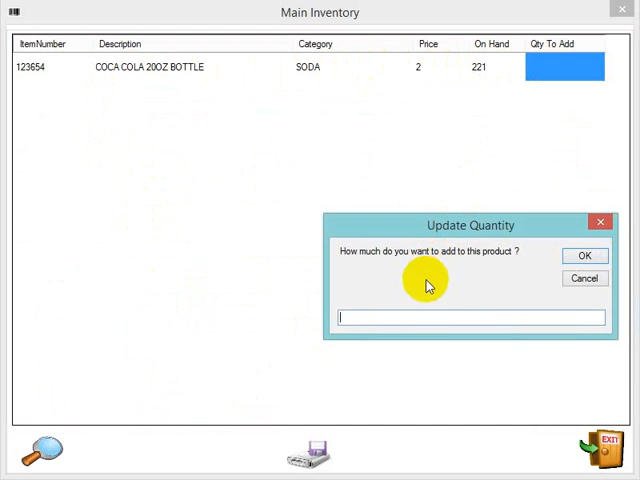 Main Inventory
ItemNumber Description Category Price On Hand Qty To Add
123654 COCA COLA 20OZ BOTTLE SODA 2 221
Update Quantity
How much do you want to add to this product ?
OK
Cancel
EXIT